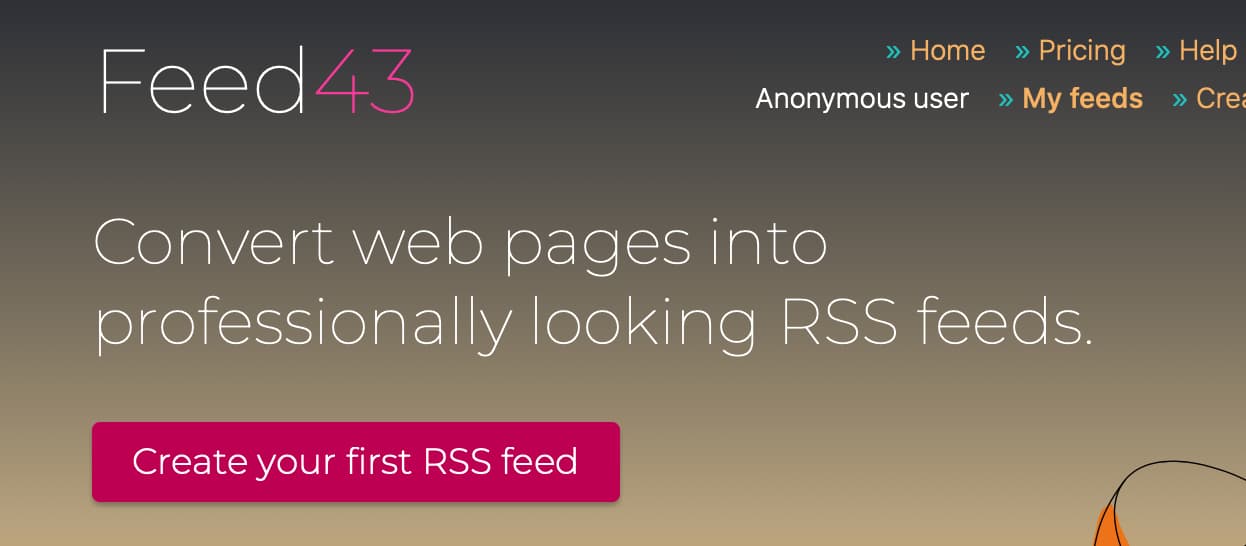 Feed43
» Home » Pricing » Help
Anonymous user » My feeds »
Convert web pages into
professionally looking RSS feeds.
Create your first RSS feed